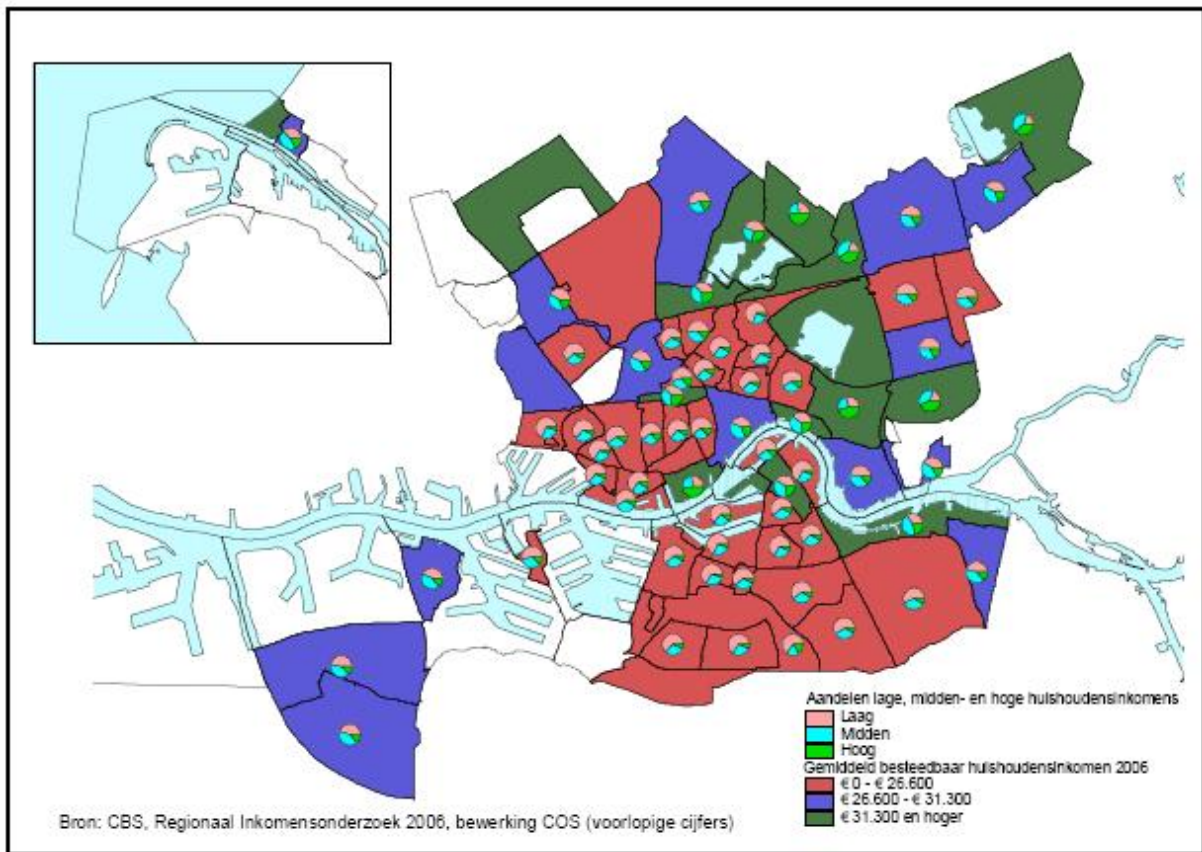 Aandelen lage, midden- en hoge huishoudensinkomens
Laag
Midden
Hoog
Gemiddeld besteedbaar huishoudensinkomen 2006
€ 0 - € 26.600
€ 26.600 - € 31.300
€ 31.300 en hoger
Bron: CBS, Regionaal Inkomensonderzoek 2006, bewerking COS (voorlopige cijfers)